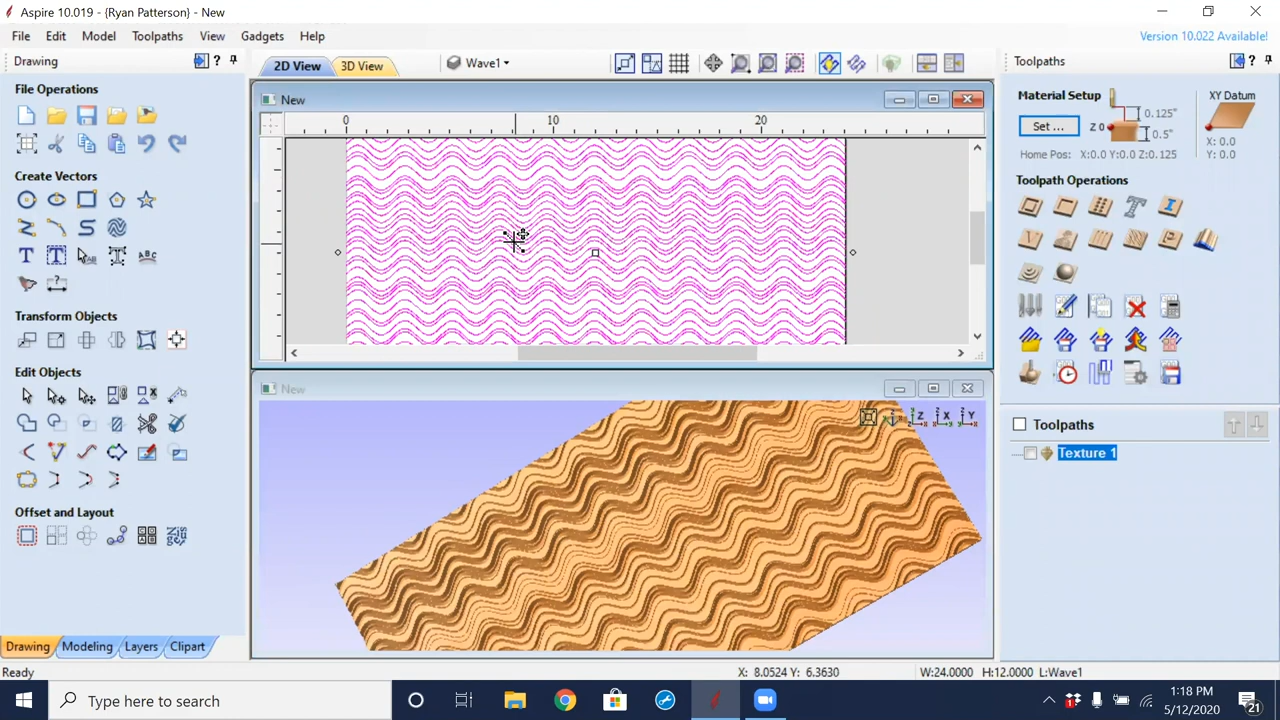 Aspire 10.019 - {Ryan Patterson} - New
File Edit Model Toolpaths View Gadgets Help
Version 10.022 Available!
Drawing
?
File Operations
Create Vectors
Transform Objects
Edit Objects
Offset and Layout
Drawing Modeling Layers Clipart
Ready
2D View 3D View
Wave1
New
0 10 20
New
Z X Y
X: 8.0524 Y: 6.3630
W:24.0000 H:12.0000 L:Wave1
Toolpaths
?
Material Setup
Set ...
Z 0
0.125"
0.5"
Home Pos: X:0.0 Y:0.0 Z:0.125
XY Datum
X: 0.0
Y: 0.0
Toolpath Operations
Toolpaths
Texture 1
Type here to search
1:18 PM
5/12/2020
21